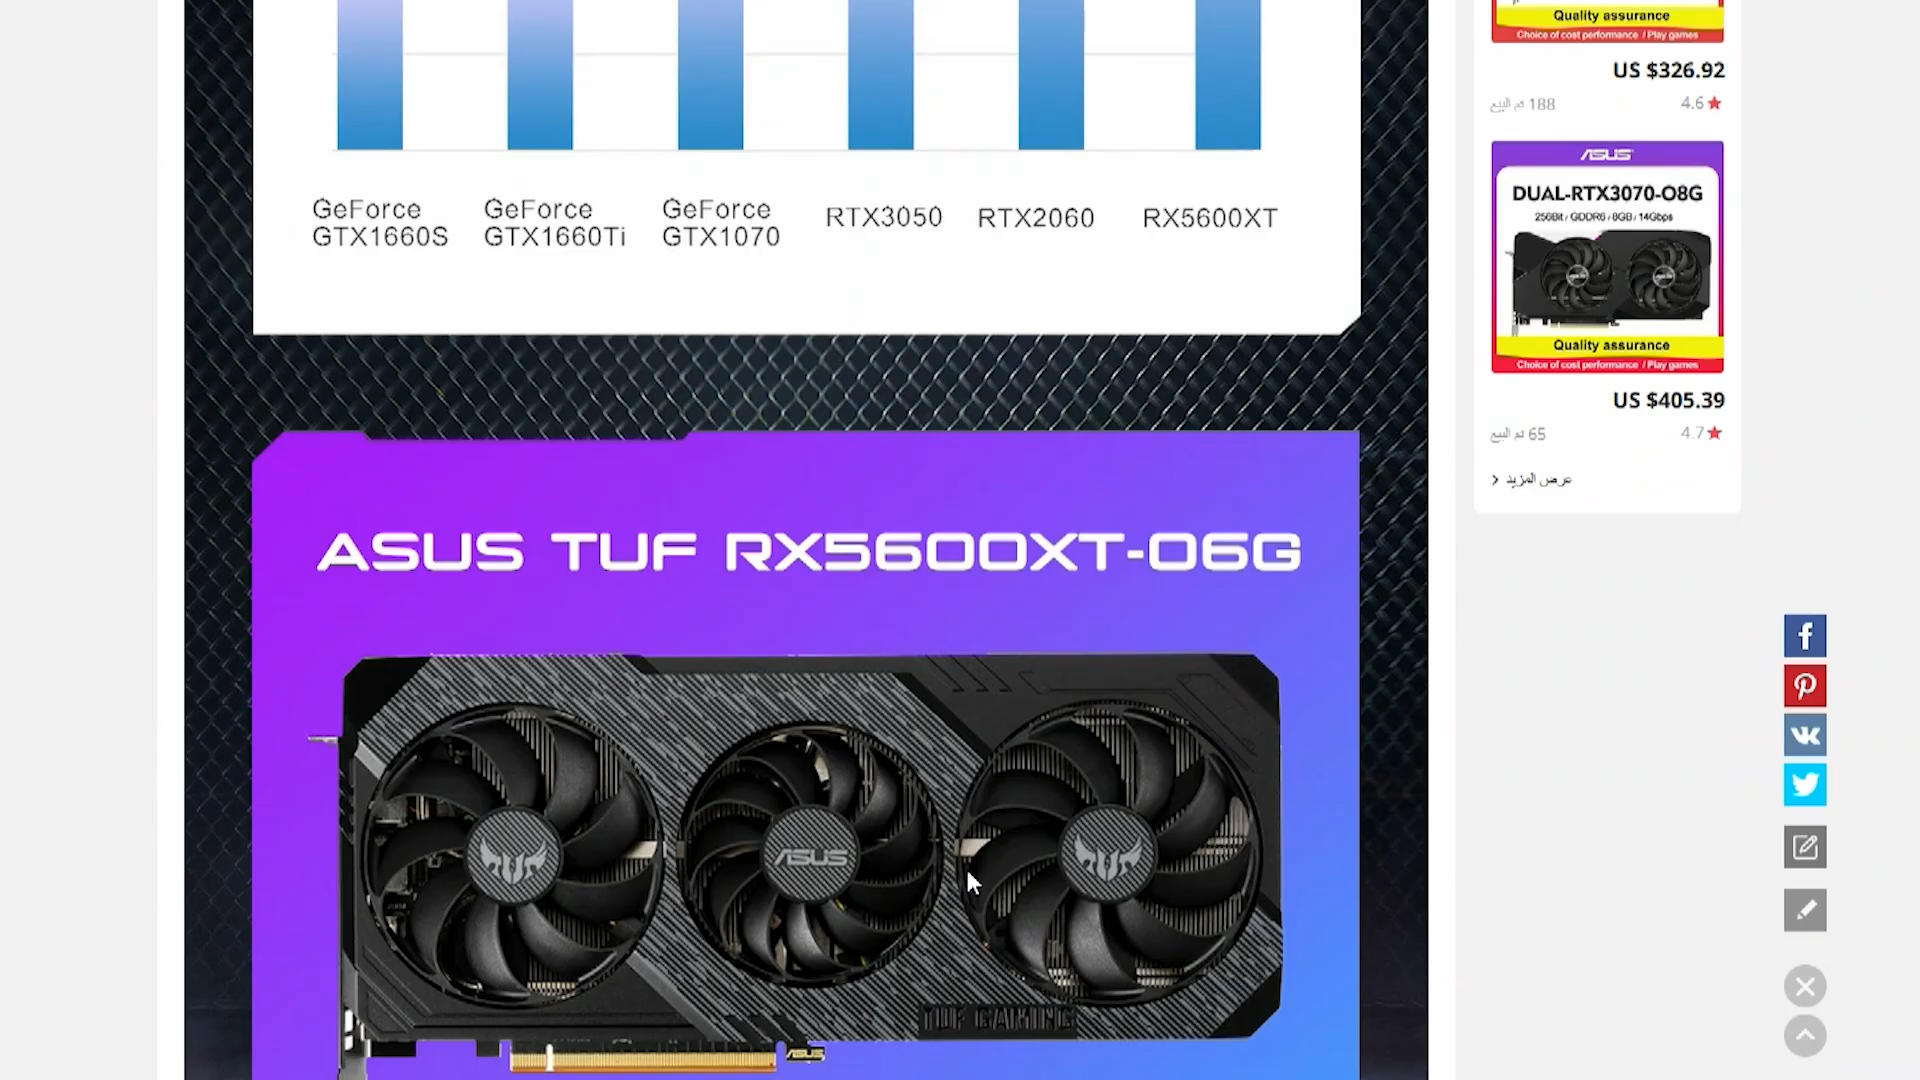 GeForce
GTX1660S
GeForce
GTX1660Ti
GeForce
GTX1070
RTX3050
RTX2060
RX5600XT
ASUS TUF RX5600XT-O6G
ASUS
TUF GAMING
ASUS
Quality assurance
Choice of cost performance / Play games
US $326.92
188 تم البيع
4.6
ASUS
DUAL-RTX3070-O8G
256Bit / GDDR6 / 8GB / 14Gbps
Quality assurance
Choice of cost performance / Play games
US $405.39
65 تم البيع
4.7
عرض المزيد